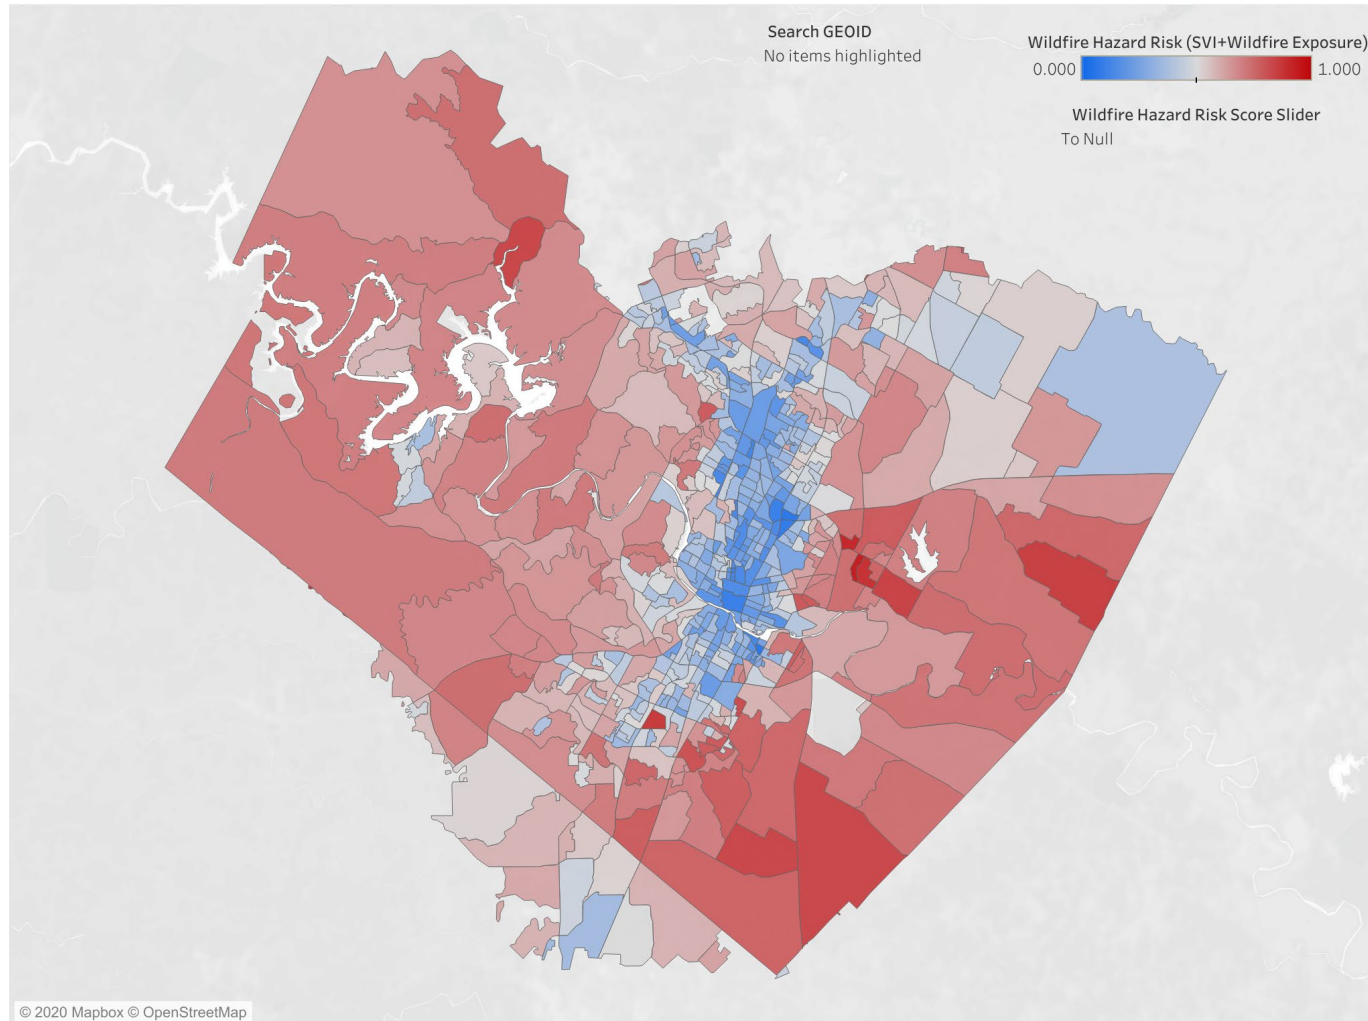 Search GEOID
No items highlighted
Wildfire Hazard Risk (SVI+Wildfire Exposure)
0.000 1.000
Wildfire Hazard Risk Score Slider
To Null
© 2020 Mapbox © OpenStreetMap